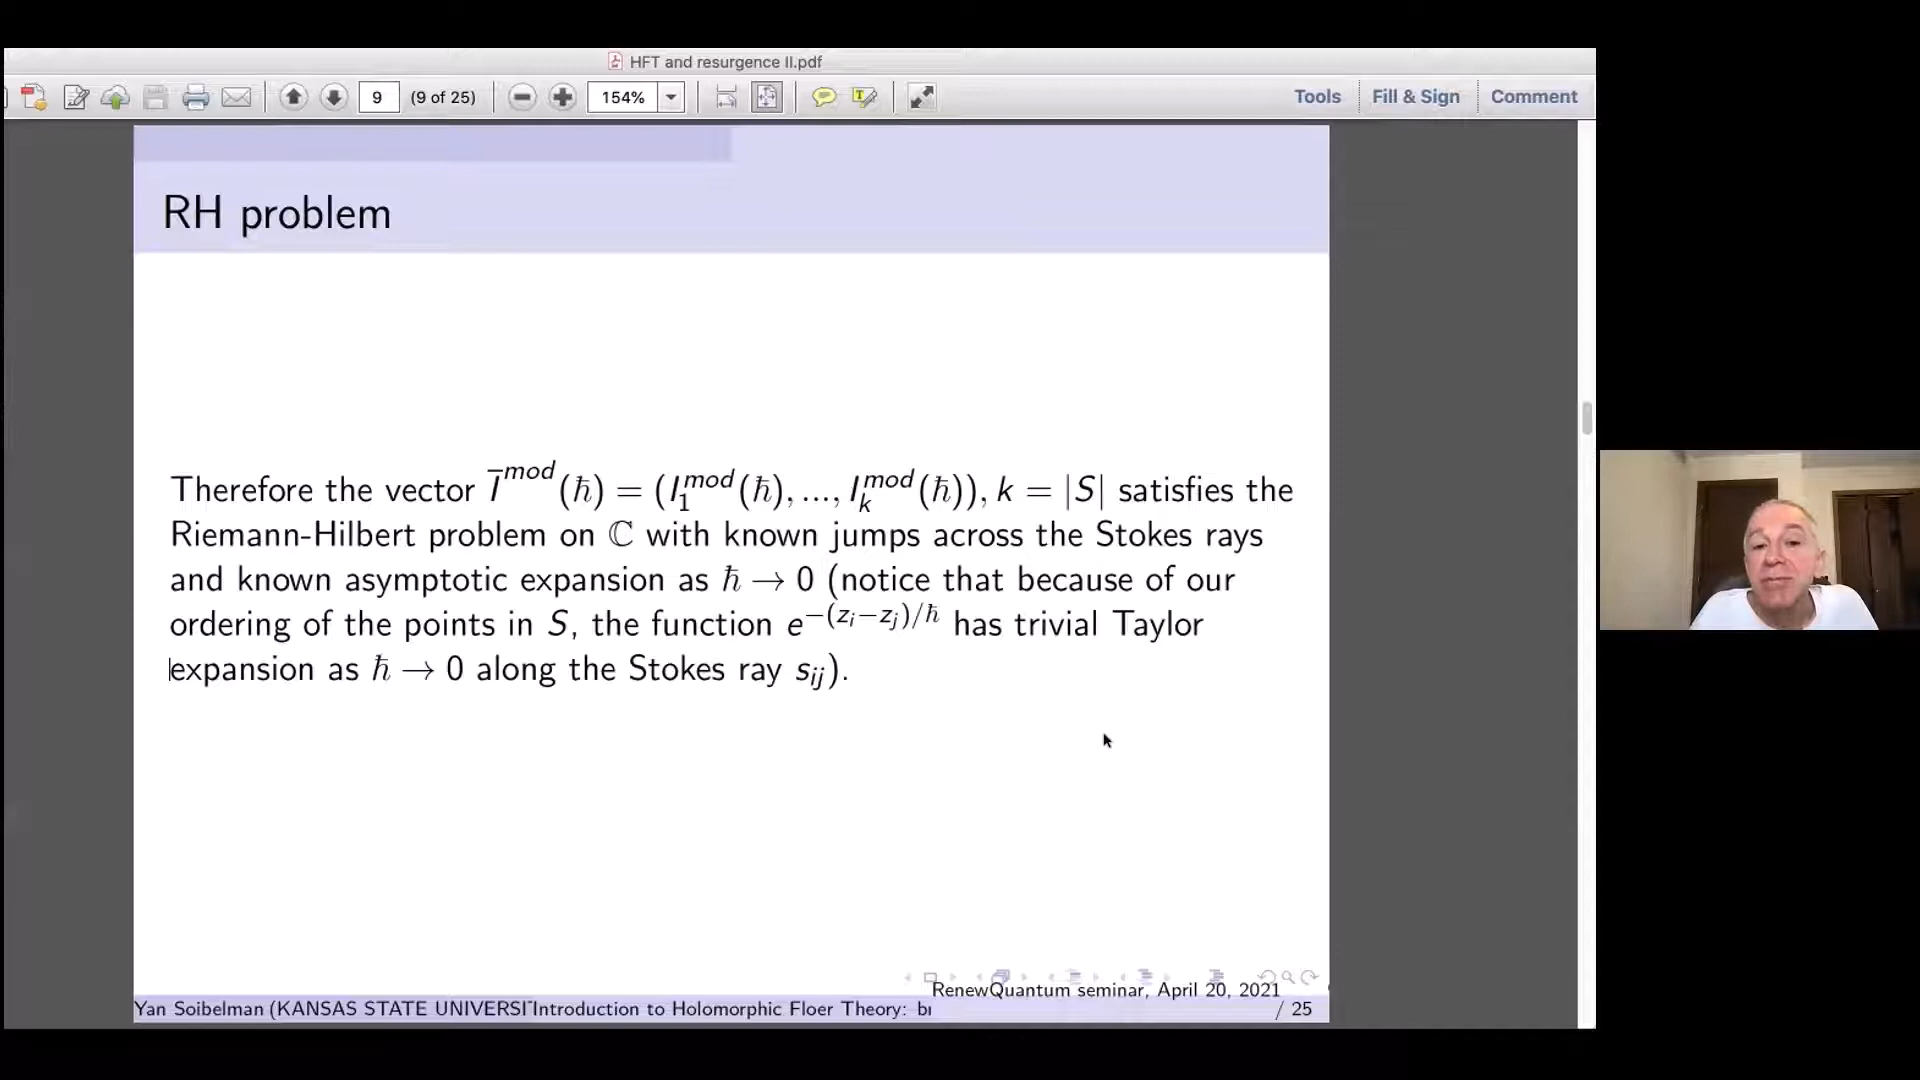 HFT and resurgence II.pdf
9 (9 of 25) 154% Tools Fill & Sign Comment
RH problem
Therefore the vector $\overline{I}^{mod}(\hbar) = (I_1^{mod}(\hbar), ..., I_k^{mod}(\hbar)), k = |S|$ satisfies the
Riemann-Hilbert problem on ℂ with known jumps across the Stokes rays
and known asymptotic expansion as $\hbar \to 0$ (notice that because of our
ordering of the points in $S$, the function $e^{-(z_i - z_j)/\hbar}$ has trivial Taylor
expansion as $\hbar \to 0$ along the Stokes ray $s_{ij}$).
RenewQuantum seminar, April 20, 2021
Yan Soibelman (KANSAS STATE UNIVERSI Introduction to Holomorphic Floer Theory: / 25